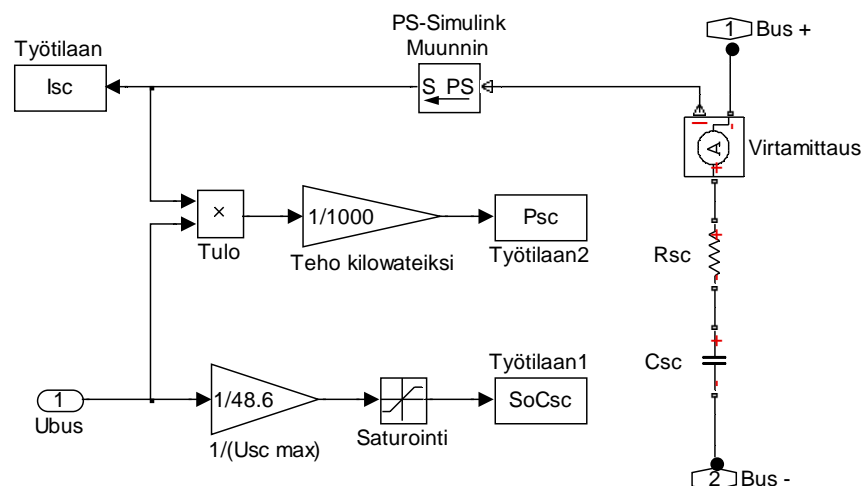 Työtilaan
Isc
PS-Simulink
Muunnin
S PS
1
Bus +
A
Virtamittaus
1/1000
Tulo
Teho kilowateiksi
Psc
Työtilaan2
Rsc
Csc
1
Ubus
1/48.6
1/(Usc max)
Saturointi
Työtilaan1
SoCsc
2
Bus -